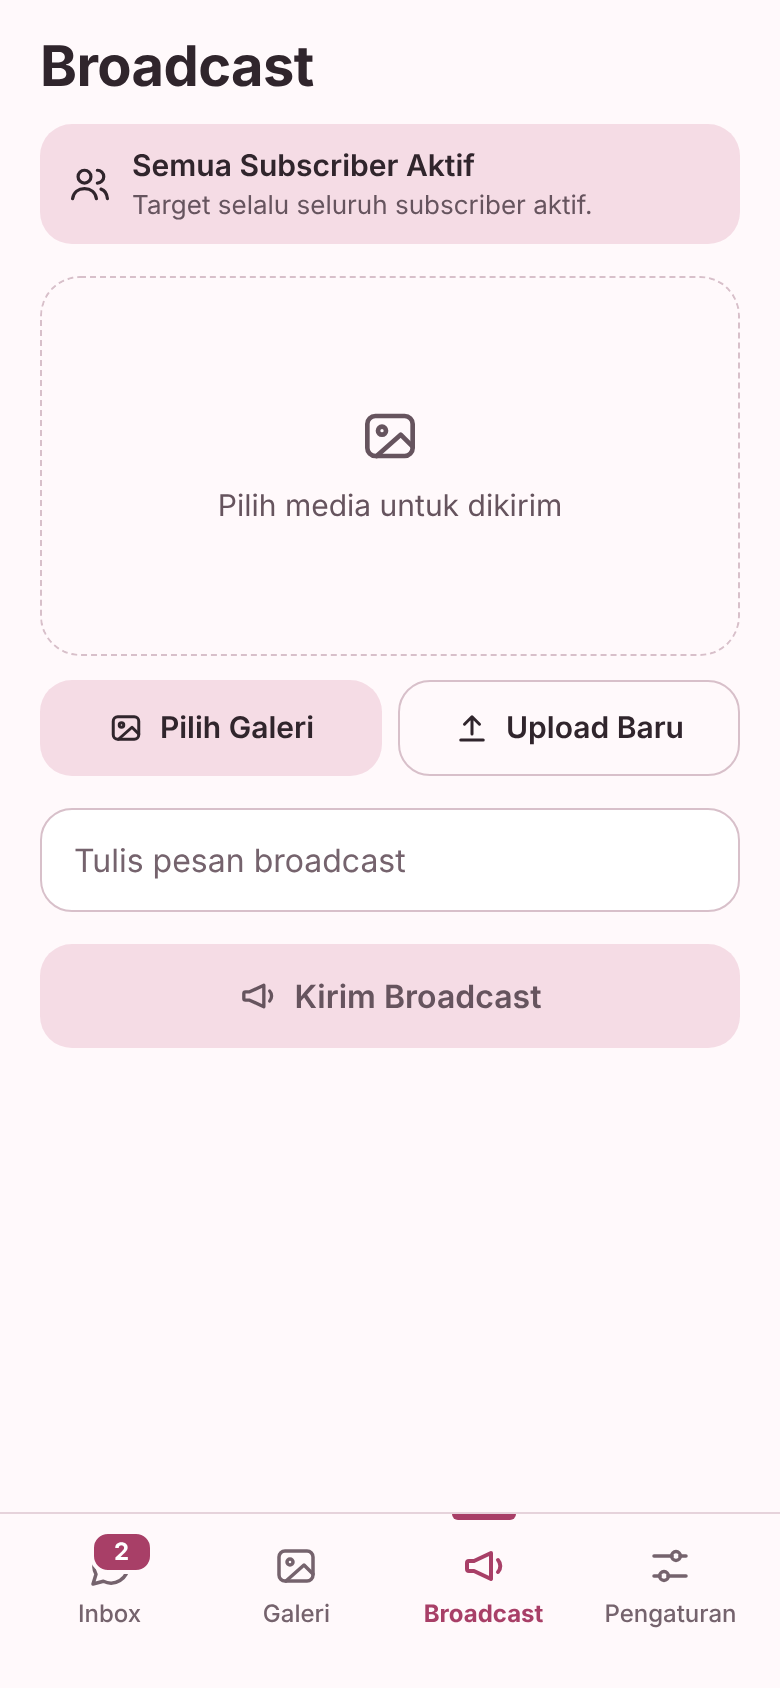 Broadcast
Semua Subscriber Aktif
Target selalu seluruh subscriber aktif.
Pilih media untuk dikirim
Pilih Galeri
Upload Baru
Tulis pesan broadcast
Kirim Broadcast
2
Inbox
Galeri
Broadcast
Pengaturan